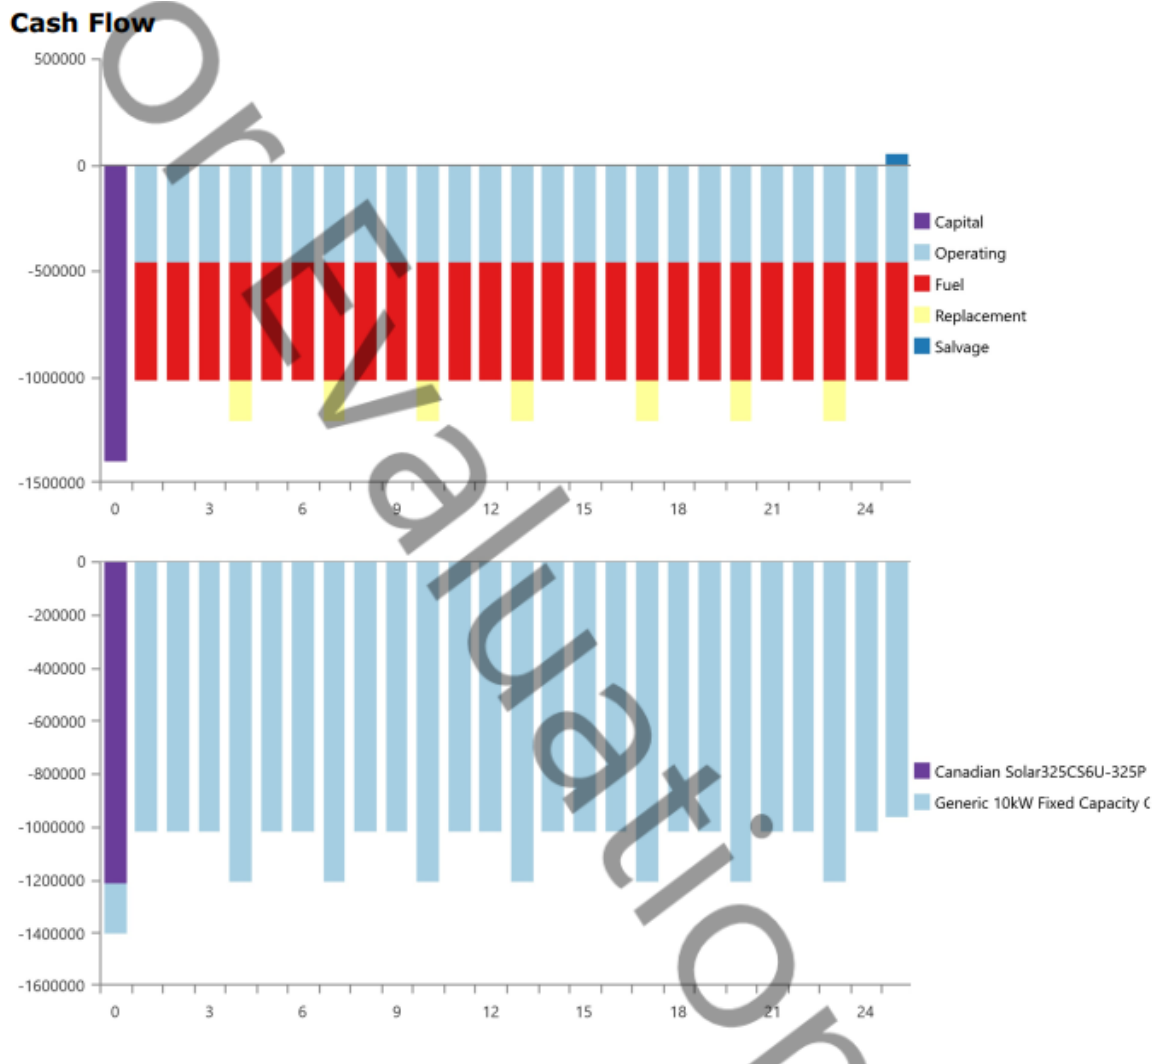 Cash Flow
500000
0
-500000
-1000000
-1500000
0 3 6 9 12 15 18 21 24
Capital
Operating
Fuel
Replacement
Salvage
0
-200000
-400000
-600000
-800000
-1000000
-1200000
-1400000
-1600000
0 3 6 9 12 15 18 21 24
Canadian Solar325CS6U-325P
Generic 10kW Fixed Capacity
or Evaluation